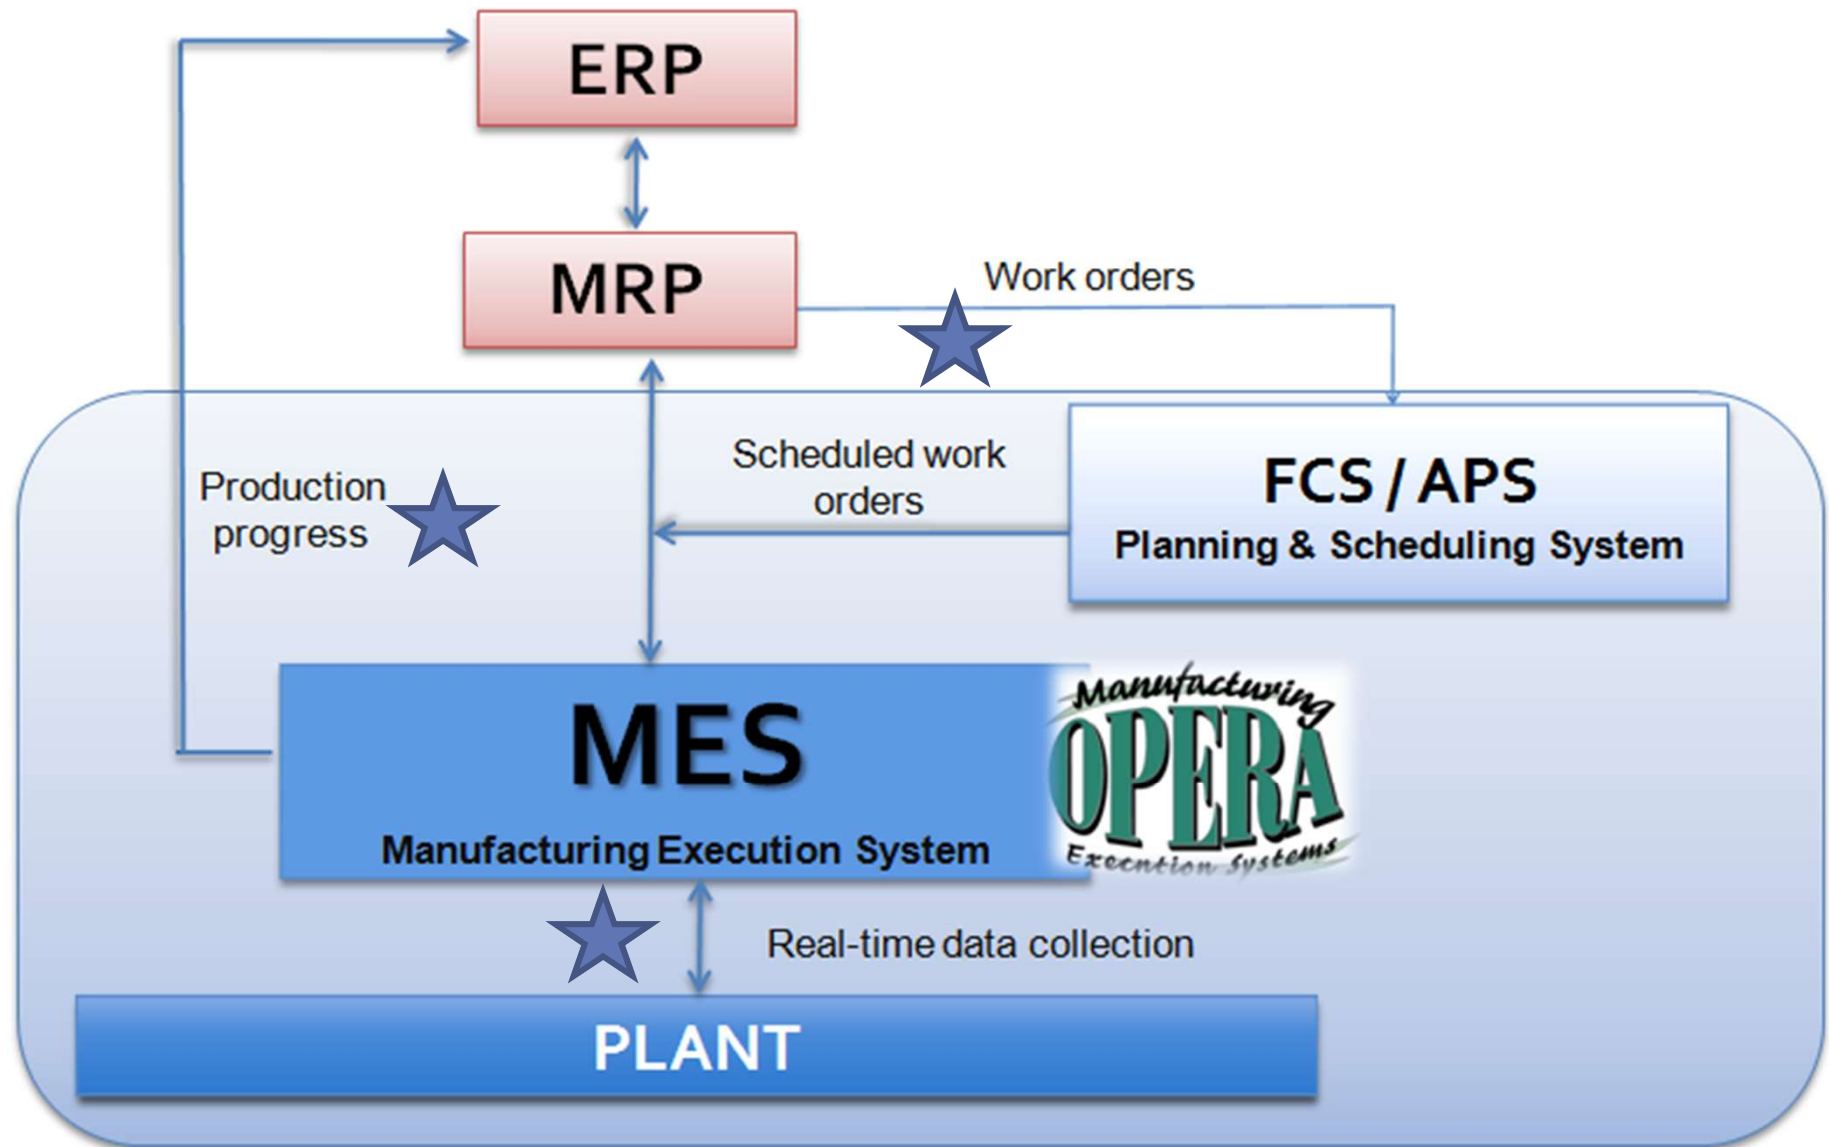 ERP
MRP
Work orders
Scheduled work
orders
FCS / APS
Planning & Scheduling System
Production
progress
MES
Manufacturing Execution System
Manufacturing
OPERA
Execution Systems
Real-time data collection
PLANT